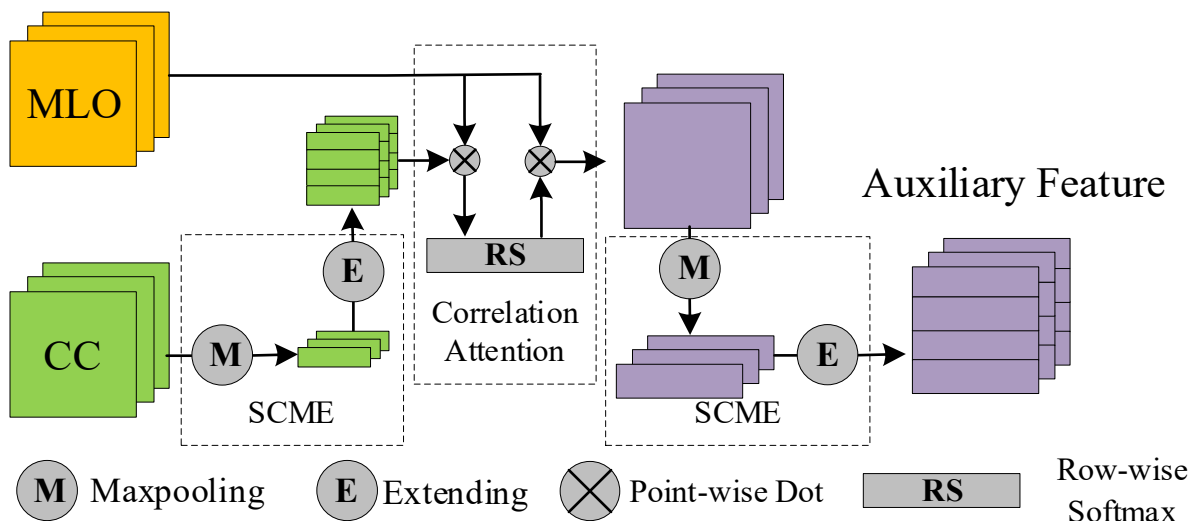 MLO
Auxiliary Feature
E
RS
M
Correlation
Attention
CC
M
E
SCME
SCME
M Maxpooling
E Extending
Point-wise Dot
RS
Row-wise
Softmax